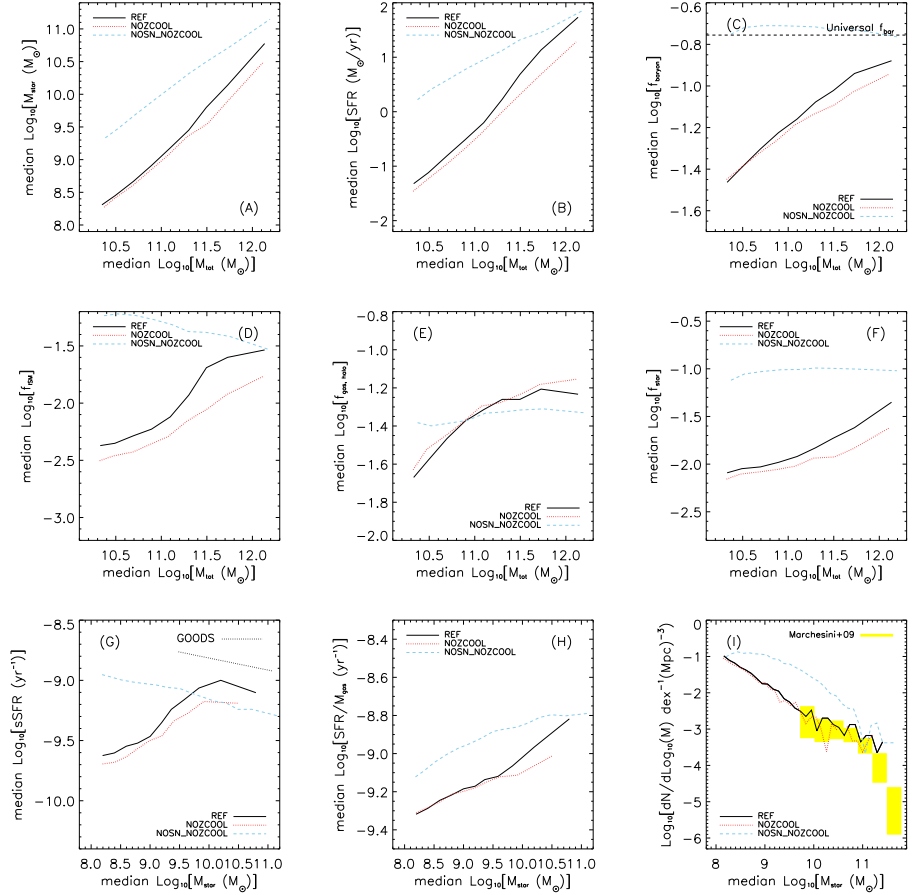 median Log10[Mstar (M⊙)]
11.0
10.5
10.0
9.5
9.0
8.5
8.0
REF
NOZCOOL
NOSN_NOZCOOL
(A)
10.5 11.0 11.5 12.0
median Log10[Mtot (M⊙)]
median Log10[SFR (M⊙/yr)]
2
1
0
−1
−2
REF
NOZCOOL
NOSN_NOZCOOL
(B)
10.5 11.0 11.5 12.0
median Log10[Mtot (M⊙)]
median Log10[fbaryon]
−0.6
−0.8
−1.0
−1.2
−1.4
−1.6
(C)
Universal fbar
REF
NOZCOOL
NOSN_NOZCOOL
10.5 11.0 11.5 12.0
median Log10[Mtot (M⊙)]
median Log10[fISM]
−1.5
−2.0
−2.5
−3.0
REF
NOZCOOL
NOSN_NOZCOOL
(D)
10.5 11.0 11.5 12.0
median Log10[Mtot (M⊙)]
median Log10[fgas, halo]
−0.8
−1.0
−1.2
−1.4
−1.6
−1.8
−2.0
(E)
REF
NOZCOOL
NOSN_NOZCOOL
10.5 11.0 11.5 12.0
median Log10[Mtot (M⊙)]
median Log10[fstar]
−0.5
−1.0
−1.5
−2.0
−2.5
REF
NOZCOOL
NOSN_NOZCOOL
(F)
10.5 11.0 11.5 12.0
median Log10[Mtot (M⊙)]
median Log10[sSFR (yr−1)]
−8.5
−9.0
−9.5
−10.0
(G)
GOODS
REF
NOZCOOL
NOSN_NOZCOOL
8.0 8.5 9.0 9.5 10.0 10.5 11.0
median Log10[Mstar (M⊙)]
median Log10[SFR/Mgas (yr−1)]
−8.4
−8.6
−8.8
−9.0
−9.2
−9.4
REF
NOZCOOL
NOSN_NOZCOOL
(H)
8.0 8.5 9.0 9.5 10.0 10.5 11.0
median Log10[Mstar (M⊙)]
Log10[dN/dLog10(M) dex−1(Mpc)−3)
−1
−2
−3
−4
−5
−6
(I)
Marchesini+09
REF
NOZCOOL
NOSN_NOZCOOL
8 9 10 11
median Log10[Mstar (M⊙)]